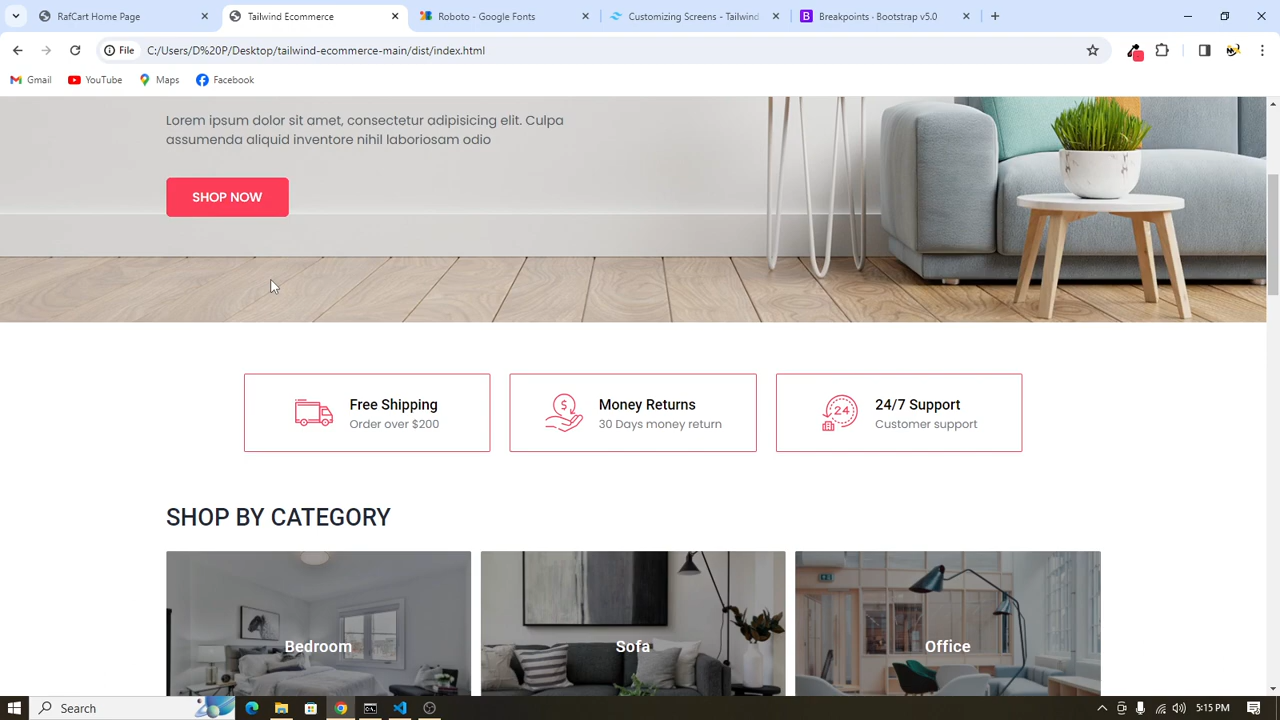 RafCart Home Page
Tailwind Ecommerce
Roboto - Google Fonts
Customizing Screens - Tailwind
Breakpoints · Bootstrap v5.0
File
C:/Users/D%20P/Desktop/tailwind-ecommerce-main/dist/index.html
Gmail
YouTube
Maps
Facebook
Lorem ipsum dolor sit amet, consectetur adipisicing elit. Culpa
assumenda aliquid inventore nihil laboriosam odio
SHOP NOW
Free Shipping
Order over $200
Money Returns
30 Days money return
24
24/7 Support
Customer support
SHOP BY CATEGORY
Bedroom
Sofa
Office
Search
5:15 PM